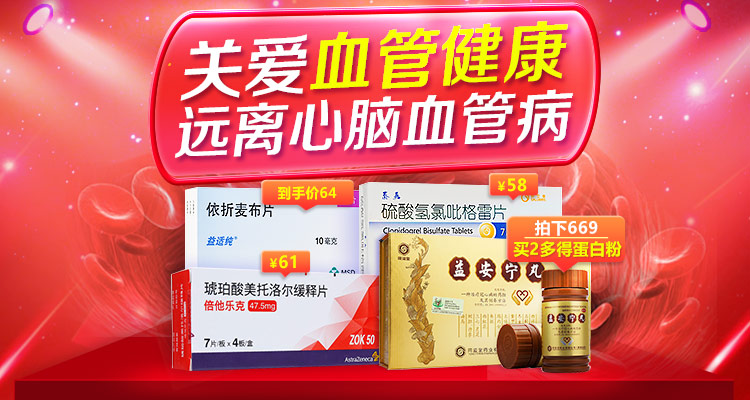 关爱血管健康
远离心脑血管病
到手价64
依折麦布片
益适纯
10毫克
MSD
¥58
泰嘉
硫酸氢氯吡格雷片
Clopidogrel Bisulfate Tablets
7
拍下669
买2多得蛋白粉
益安宁丸
¥61
琥珀酸美托洛尔缓释片
倍他乐克 47.5mg
7片/板 x 4板/盒
ZOK 50
AstraZeneca
益安宁丸